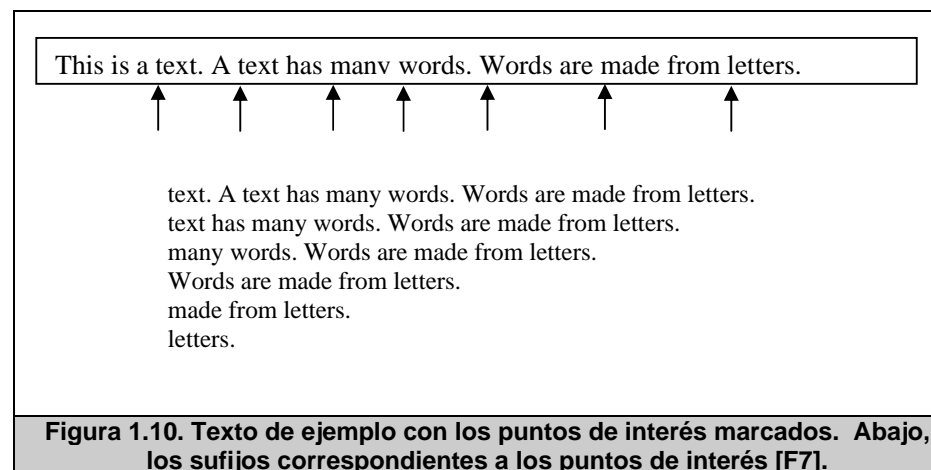 This is a text. A text has many words. Words are made from letters.
text. A text has many words. Words are made from letters.
text has many words. Words are made from letters.
many words. Words are made from letters.
Words are made from letters.
made from letters.
letters.
Figura 1.10. Texto de ejemplo con los puntos de interés marcados. Abajo,
los sufijos correspondientes a los puntos de interés [F7].